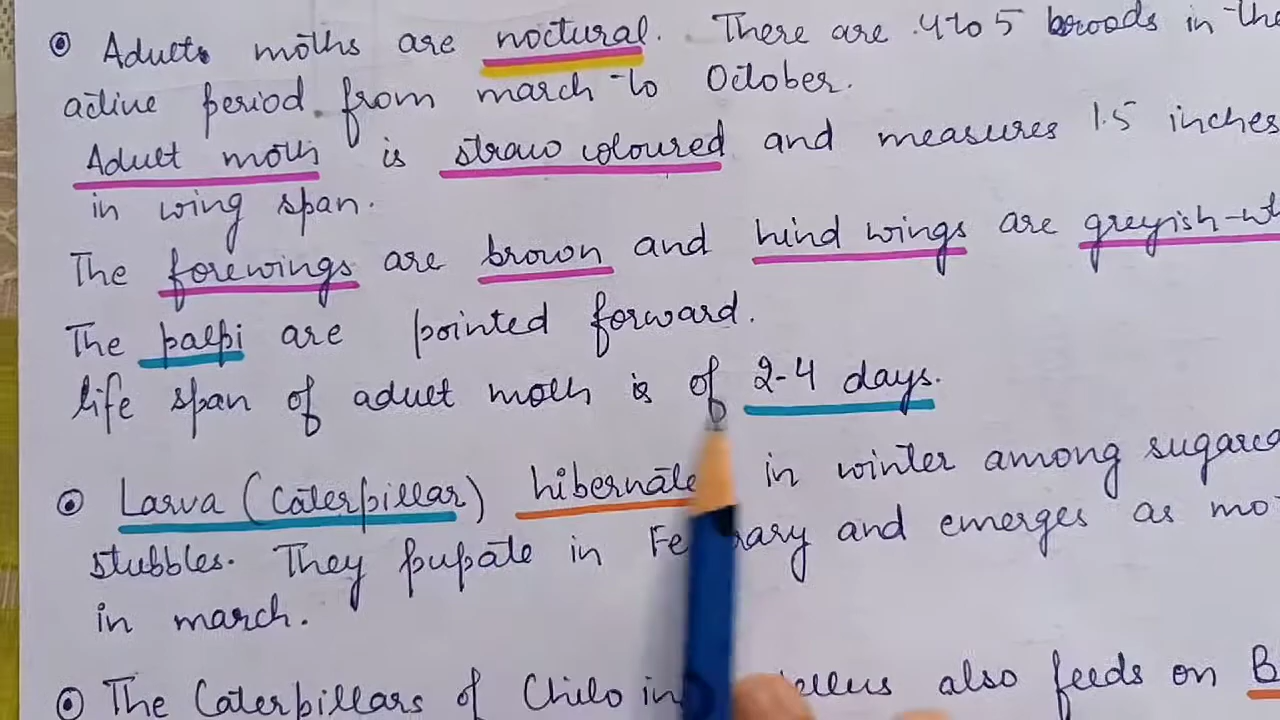 Adult moths are noctural. There are 4 to 5 broods in the
active period from march to October.
Adult moth is straw coloured and measures 1.5 inches
in wing span.
The forewings are brown and hind wings are greyish-
The palpi are pointed forward.
life span of adult moth is of 2-4 days.
Larva (Caterpillar) hibernate in winter among
stubbles. They pupate in and emerges as
in march.
The Caterpillars of Chilo also feeds on